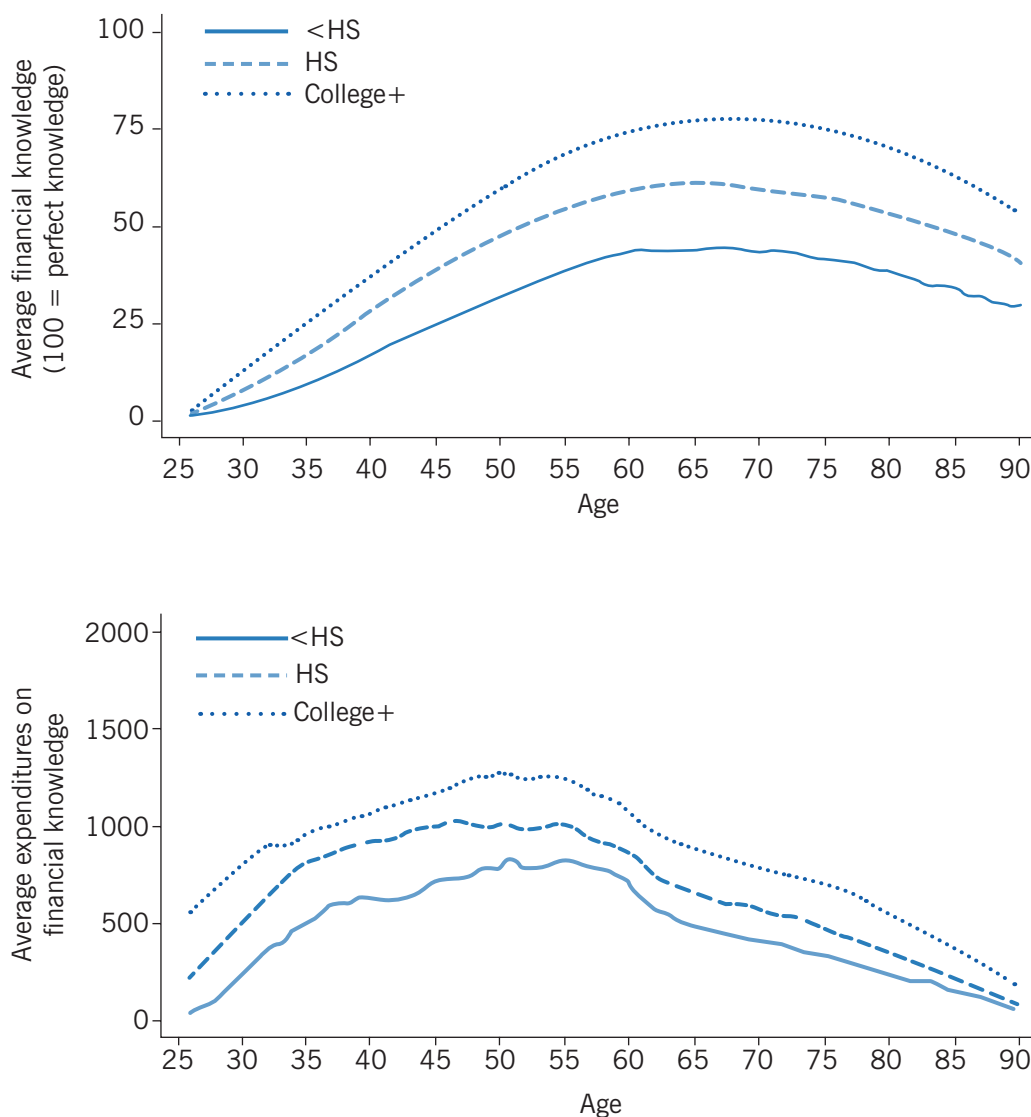 Average financial knowledge
(100 = perfect knowledge)
100
75
50
25
0
<HS
HS
College+
25 30 35 40 45 50 55 60 65 70 75 80 85 90
Age
Average expenditures on
financial knowledge
2000
1500
1000
500
0
<HS
HS
College+
25 30 35 40 45 50 55 60 65 70 75 80 85 90
Age